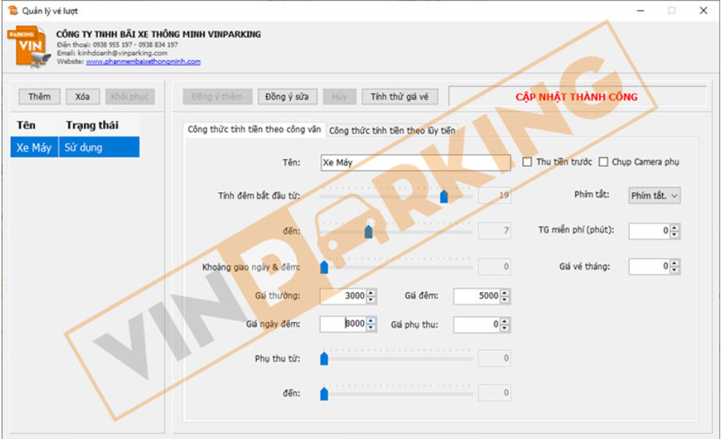 Quản lý vé lượt
PARKING
VIN
CÔNG TY TNHH BÃI XE THÔNG MINH VINPARKING
Điện thoại: 0938 955 197 - 0938 834 197
Email: kinhdoanh@vinparking.com
Website: www.phanmembaixethongminh.com
Thêm Xóa Khôi phục Đồng ý thêm Đồng ý sửa Hủy Tính thử giá vé CẬP NHẬT THÀNH CÔNG
Tên Trạng thái
Xe Máy Sử dụng
Công thức tính tiền theo công văn Công thức tính tiền theo lũy tiến
Tên: Xe Máy Thu tiền trước Chụp Camera phụ
Tính đêm bắt đầu từ: 19 Phím tắt: Phím tắt.
đến: 7 TG miễn phí (phút): 0
Khoảng giao ngày & đêm: 0 Giá vé tháng: 0
Giá thường: 3000 Giá đêm: 5000
Giá ngày đêm: 8000 Giá phụ thu: 0
Phụ thu từ: 0
đến: 0
VINPARKING